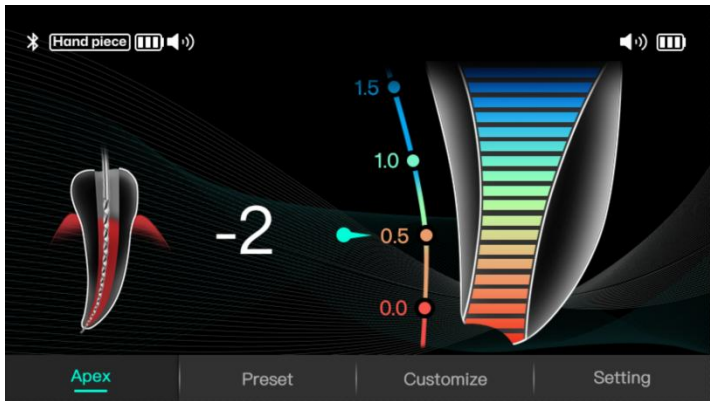 Hand piece
1.5
1.0
-2
0.5
0.0
Apex
Preset
Customize
Setting